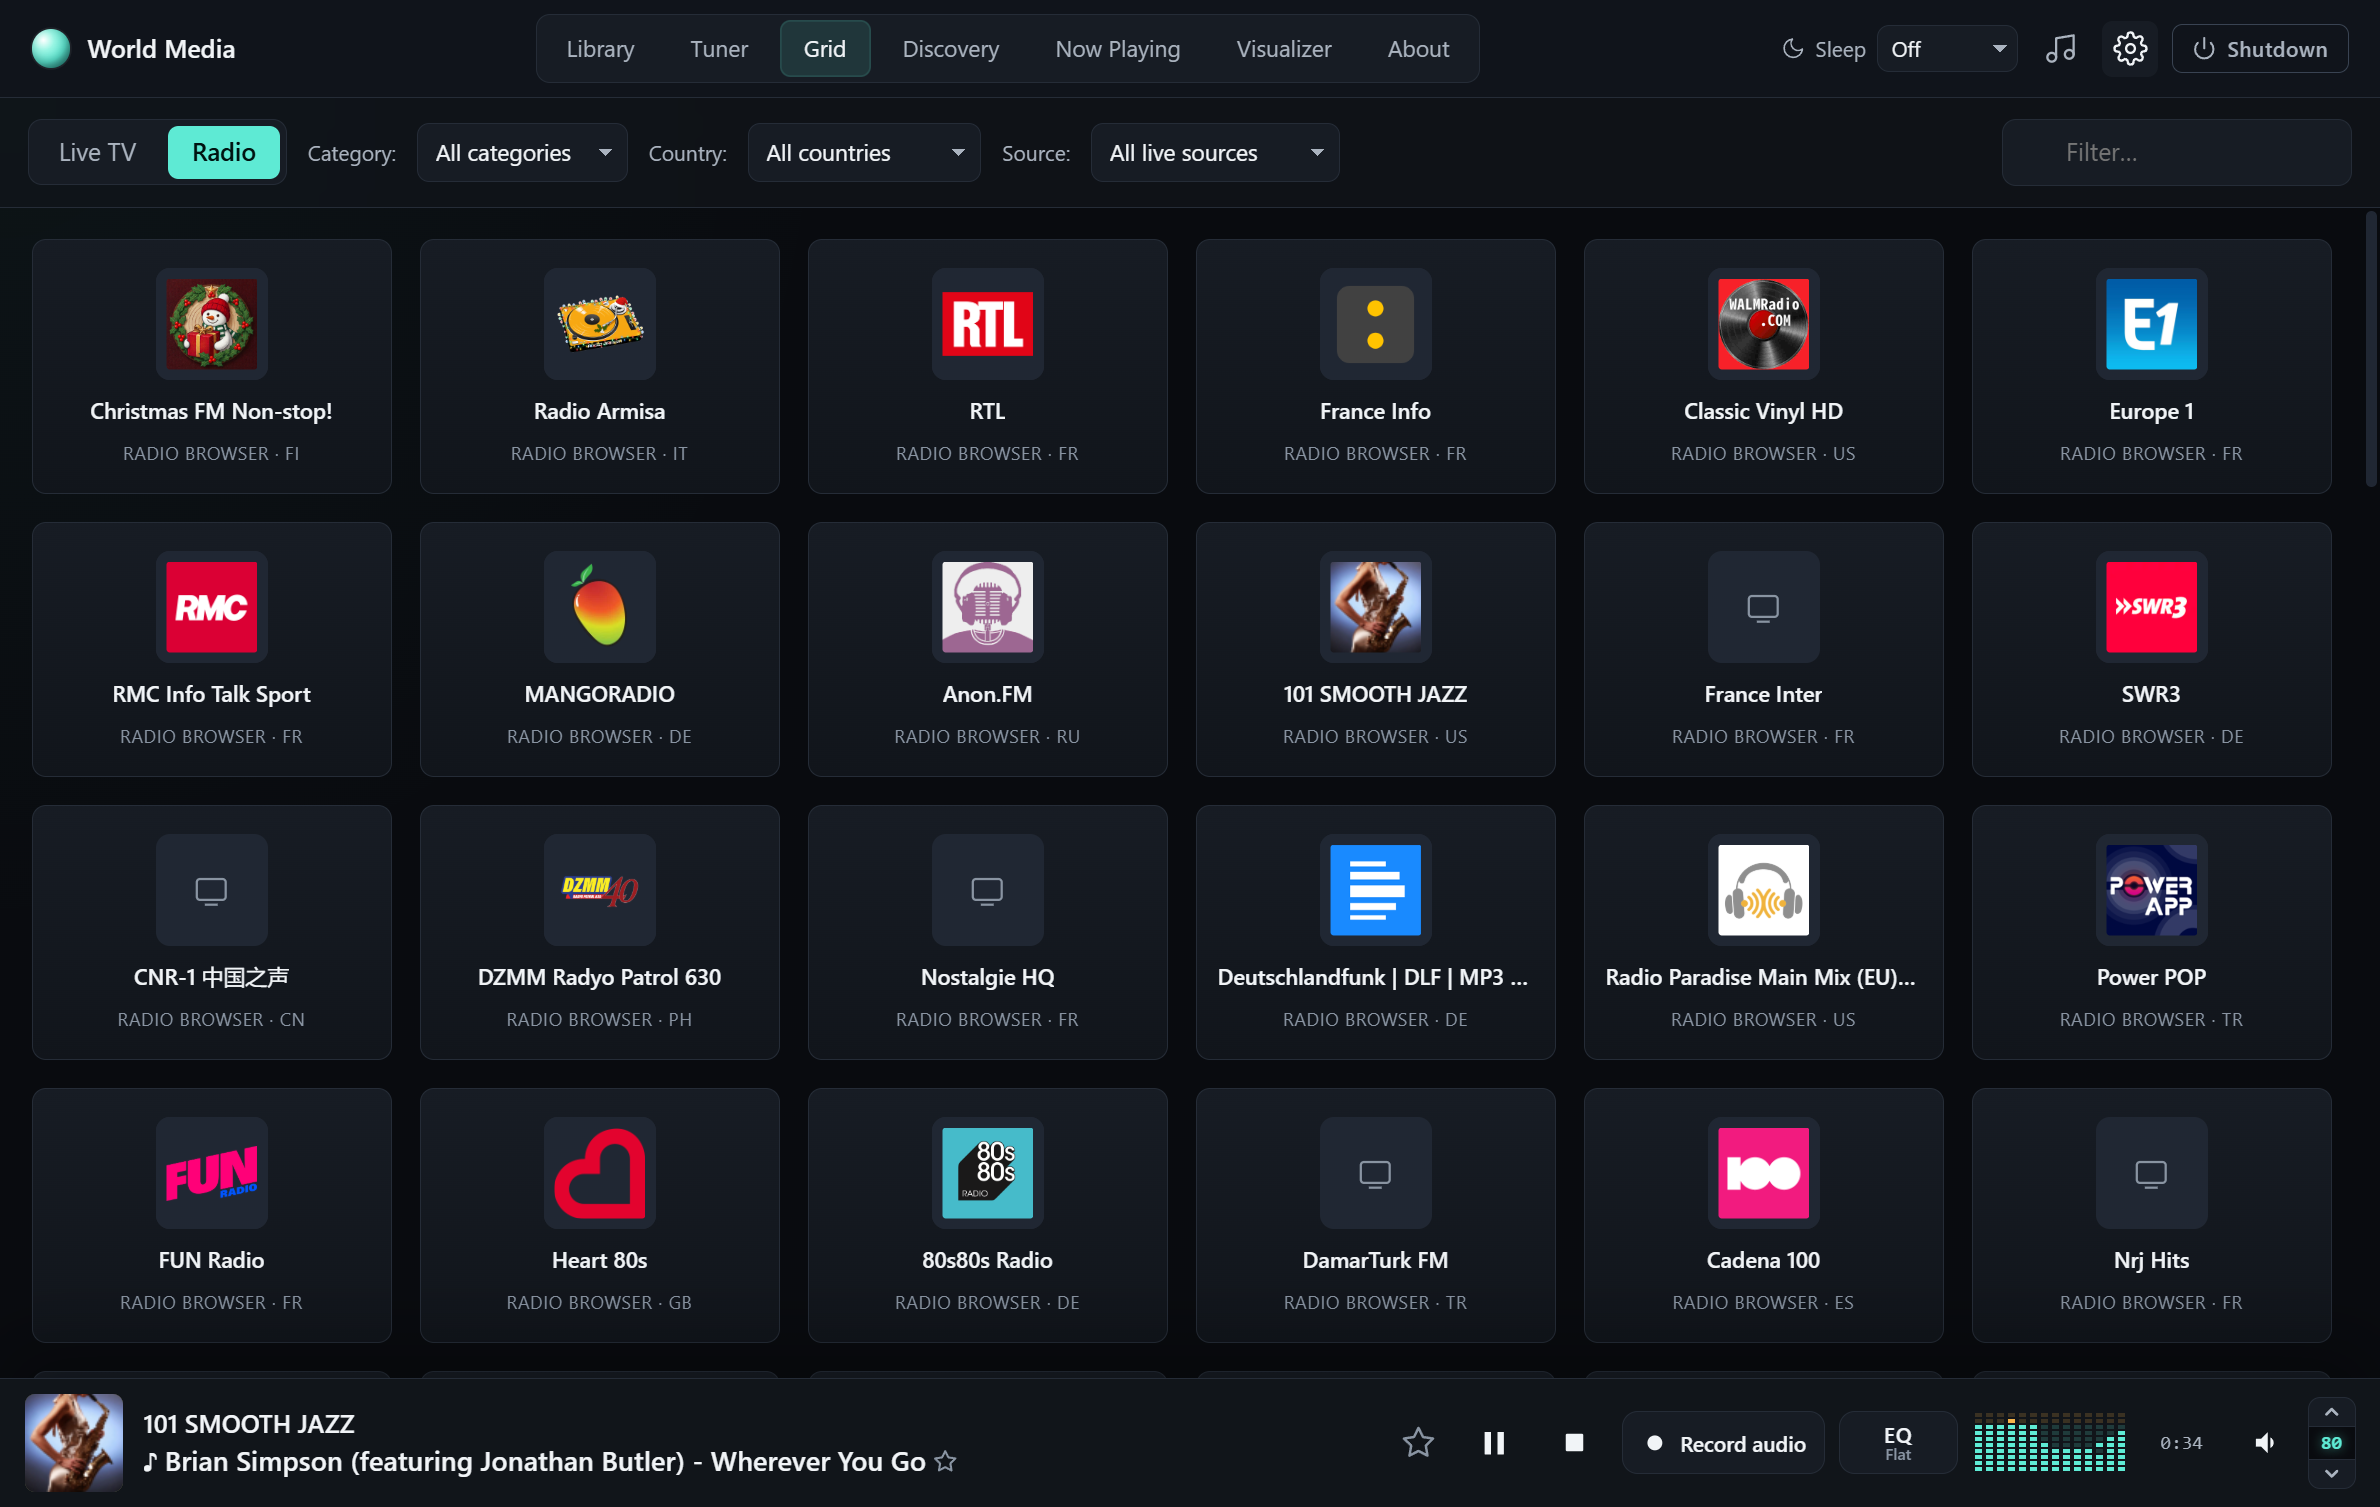 World Media
Library
Tuner
Grid
Discovery
Now Playing
Visualizer
About
Sleep
Off
Shutdown
Live TV
Radio
Category:
All categories
Country:
All countries
Source:
All live sources
Filter...
Christmas FM Non-stop!
RADIO BROWSER · FI
Radio Armisa
RADIO BROWSER · IT
RTL
RTL
RADIO BROWSER · FR
France Info
RADIO BROWSER · FR
WALMRadio
.COM
Classic Vinyl HD
RADIO BROWSER · US
E1
Europe 1
RADIO BROWSER · FR
RMC
RMC Info Talk Sport
RADIO BROWSER · FR
MANGORADIO
RADIO BROWSER · DE
Anon.FM
RADIO BROWSER · RU
101 SMOOTH JAZZ
RADIO BROWSER · US
France Inter
RADIO BROWSER · FR
SWR3
SWR3
RADIO BROWSER · DE
CNR-1 中国之声
RADIO BROWSER · CN
DZMM 40
DZMM Radyo Patrol 630
RADIO BROWSER · PH
Nostalgie HQ
RADIO BROWSER · FR
Deutschlandfunk | DLF | MP3 ...
RADIO BROWSER · DE
Radio Paradise Main Mix (EU)...
RADIO BROWSER · US
POWER
APP
Power POP
RADIO BROWSER · TR
FUN
RADIO
FUN Radio
RADIO BROWSER · FR
Heart 80s
RADIO BROWSER · GB
80s
80s
RADIO
80s80s Radio
RADIO BROWSER · DE
DamarTurk FM
RADIO BROWSER · TR
100
Cadena 100
RADIO BROWSER · ES
Nrj Hits
RADIO BROWSER · FR
101 SMOOTH JAZZ
♪ Brian Simpson (featuring Jonathan Butler) - Wherever You Go
Record audio
EQ
Flat
0:34
80